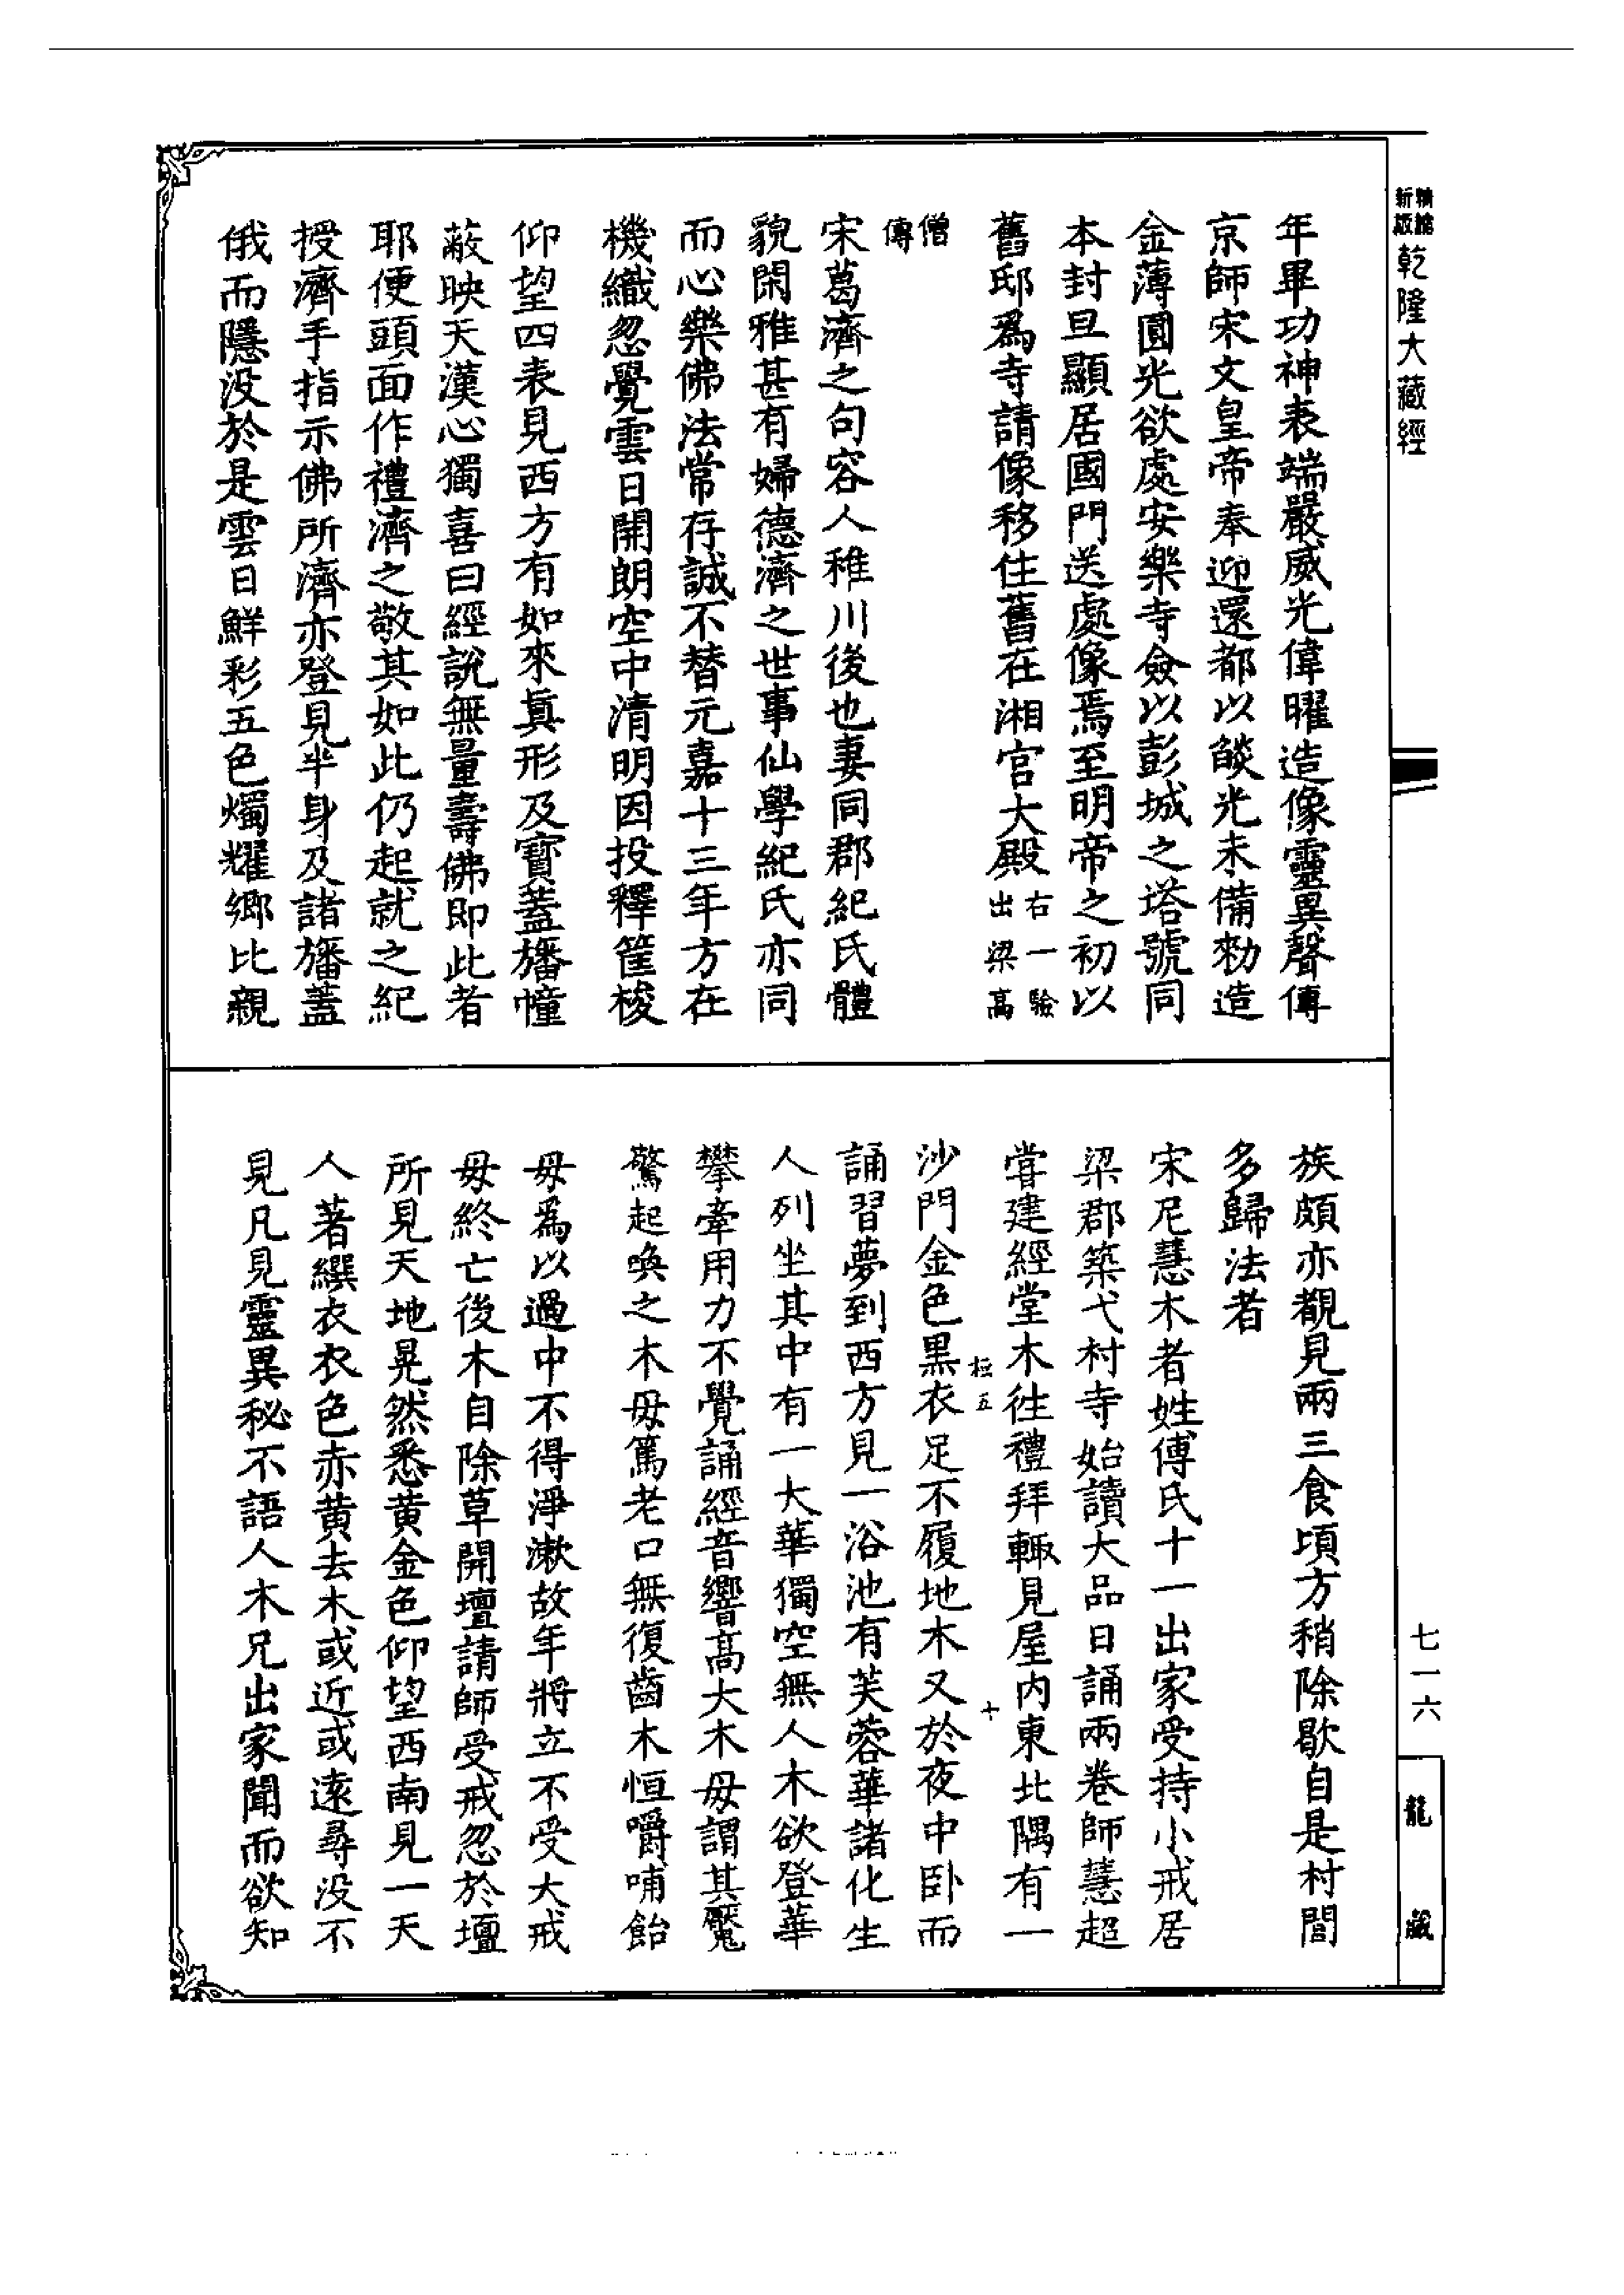 新編縮版乾隆大藏經
年畢功神表端嚴威光偉曜造像靈異聲傳
京師宋文皇帝奉迎還都以燄光未備勑造
金薄圓光欲處安樂寺僉以彭城之塔號同
本封旦顯居國門送處像焉至明帝之初以
舊邸爲寺請像移住舊在湘宮大殿右一驗出梁高
僧傳
宋葛濟之句容人稚川後也妻同郡紀氏體
貌閑雅甚有婦德濟之世事仙學紀氏亦同
而心樂佛法常存誠不替元嘉十三年方在
機織忽覺雲日開朗空中清明因投釋筐梭
仰望四表見西方有如來眞形及寶蓋旛幢
蔽映天漢心獨喜曰經說無量壽佛即此者
耶便頭面作禮濟之敬其如此仍起就之紀
授濟手指示佛所濟亦登見半身及諸旛蓋
俄而隱没於是雲日鮮彩五色燭耀鄉比親
族頗亦覩見兩三食頃方稍除歇自是村閭
多歸法者
宋尼慧木者姓傅氏十一出家受持小戒居
梁郡築弋村寺始讀大品日誦兩卷師慧超
甞建經堂木徃禮拜輙見屋内東北隅有一
沙門金色黒衣足不履地木又於夜中卧而
誦習夢到西方見一浴池有芙蓉華諸化生
人列坐其中有一大華獨空無人木欲登華
攀牽用力不覺誦經音響高大木母謂其魘
驚起喚之木母篤老口無復齒木恒嚼哺飴
母爲以過中不得淨漱故年將立不受大戒
母終亡後木自除草開壇請師受戒忽於壇
所見天地晃然悉黄金色仰望西南見一天
人著縹衣衣色赤黄去木或近或遠尋没不
見凡見靈異秘不語人木兄出家聞而欲知
七一六
龍藏